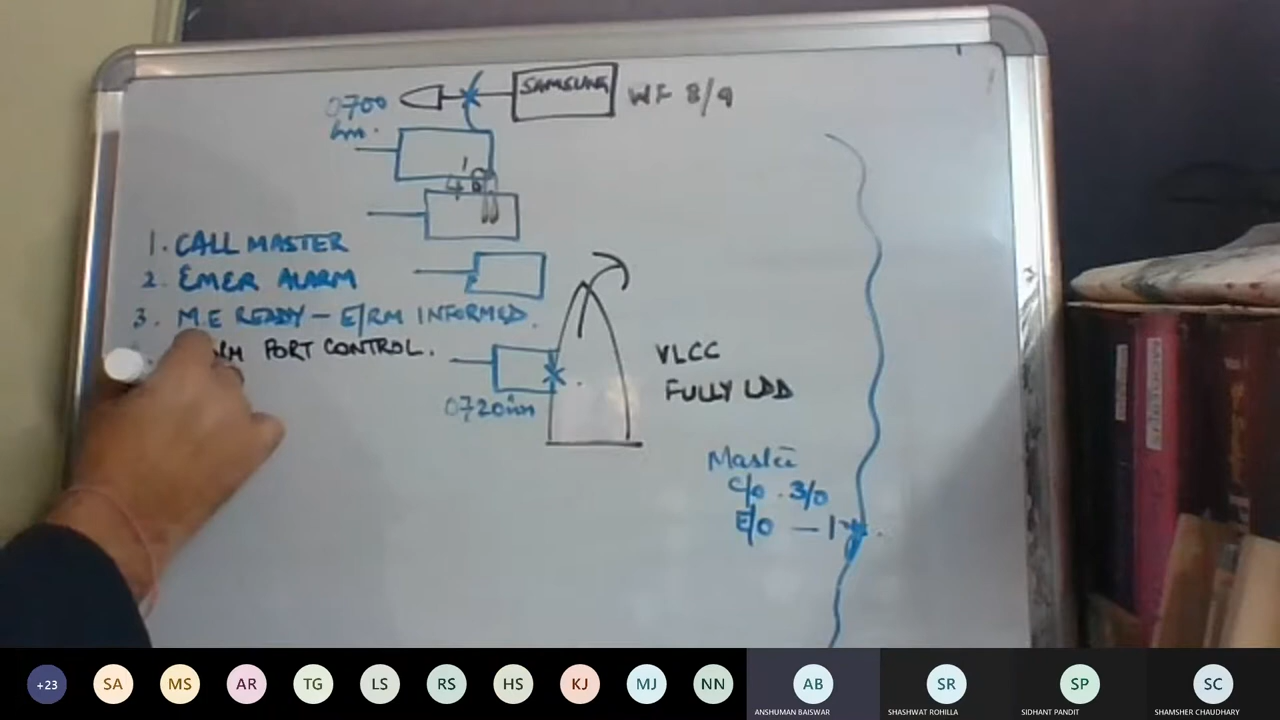 0700
hrs.
SAMSUNG
WF 8/9
1. CALL MASTER
2. EMER ALARM
3. M.E READY – E/RM INFORMED.
PORT CONTROL.
0720
VLCC
FULLY LDD
Master
C/O . 3/O
E/O –
+23
SA
MS
AR
TG
LS
RS
HS
KJ
MJ
NN
AB
ANSHUMAN BAISWAR
SR
SHASHWAT ROHILLA
SP
SIDHANT PANDIT
SC
SHAMSHER CHAUDHARY